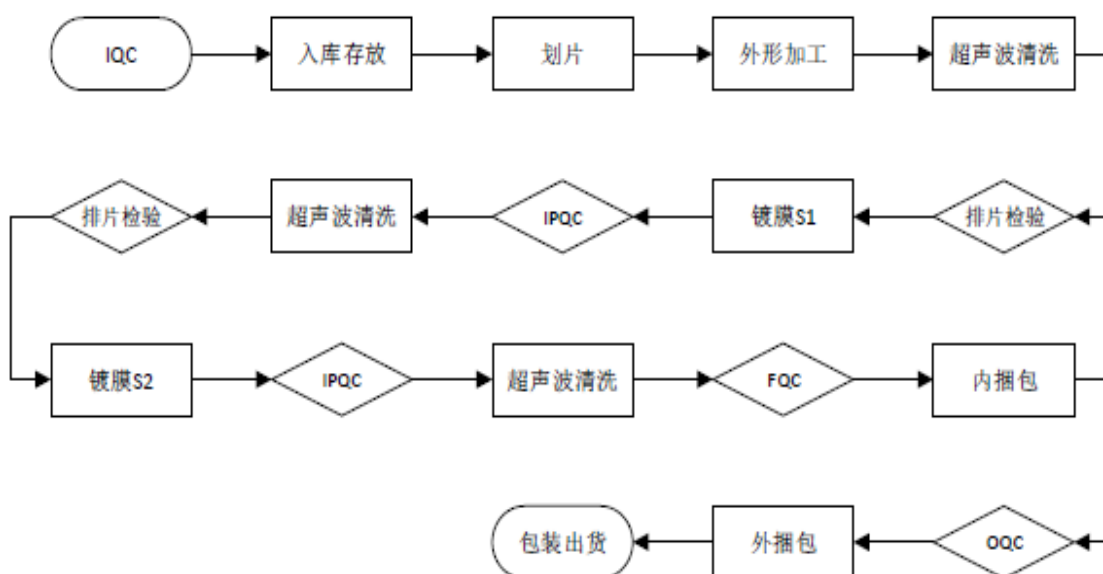 IQC
入库存放
划片
外形加工
超声波清洗
排片检验
镀膜S1
IPQC
超声波清洗
排片检验
镀膜S2
IPQC
超声波清洗
FQC
内捆包
OQC
外捆包
包装出货